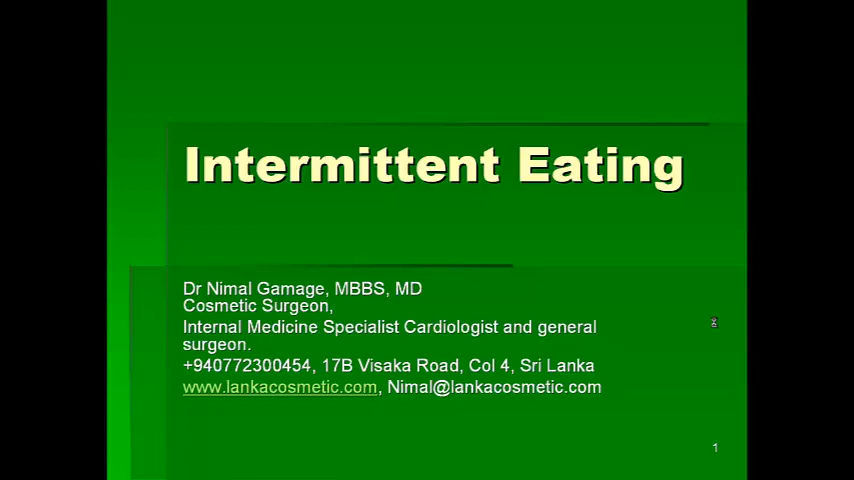 Intermittent Eating
Dr Nimal Gamage, MBBS, MD
Cosmetic Surgeon,
Internal Medicine Specialist Cardiologist and general
surgeon.
+940772300454, 17B Visaka Road, Col 4, Sri Lanka
www.lankacosmetic.com, Nimal@lankacosmetic.com
1